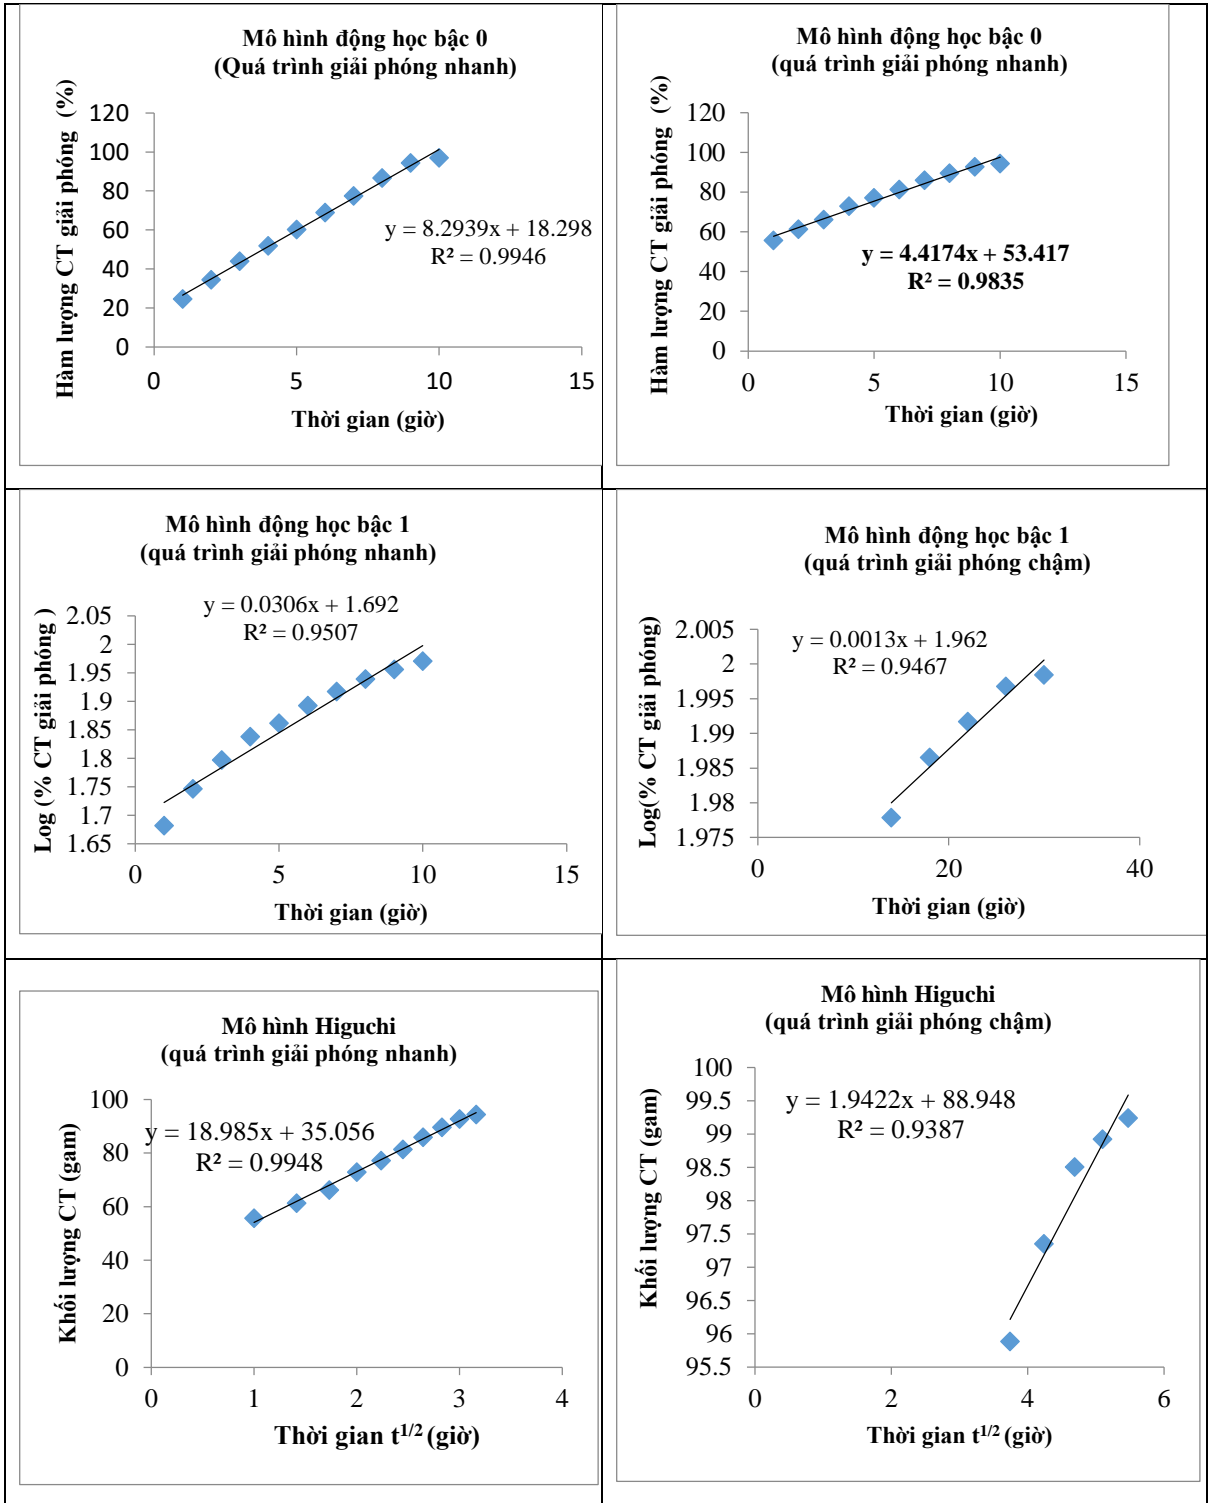 Mô hình động học bậc 0
(Quá trình giải phóng nhanh)
Hàm lượng CT giải phóng (%)
120
100
80
60
40
20
0
y = 8.2939x + 18.298
R² = 0.9946
0 5 10 15
Thời gian (giờ)
Mô hình động học bậc 0
(quá trình giải phóng nhanh)
Hàm lượng CT giải phóng (%)
120
100
80
60
40
20
0
y = 4.4174x + 53.417
R² = 0.9835
0 5 10 15
Thời gian (giờ)
Mô hình động học bậc 1
(quá trình giải phóng nhanh)
y = 0.0306x + 1.692
R² = 0.9507
Log (% CT giải phóng )
2.05
2
1.95
1.9
1.85
1.8
1.75
1.7
1.65
0 5 10 15
Thời gian (giờ)
Mô hình động học bậc 1
(quá trình giải phóng chậm)
y = 0.0013x + 1.962
R² = 0.9467
Log(% CT giải phóng)
2.005
2
1.995
1.99
1.985
1.98
1.975
0 20 40
Thời gian (giờ)
Mô hình Higuchi
(quá trình giải phóng nhanh)
y = 18.985x + 35.056
R² = 0.9948
Khối lượng CT (gam)
100
80
60
40
20
0
0 1 2 3 4
Thời gian t¹/² (giờ)
Mô hình Higuchi
(quá trình giải phóng chậm)
y = 1.9422x + 88.948
R² = 0.9387
Khối lượng CT (gam)
100
99.5
99
98.5
98
97.5
97
96.5
96
95.5
0 2 4 6
Thời gian t¹/² (giờ)